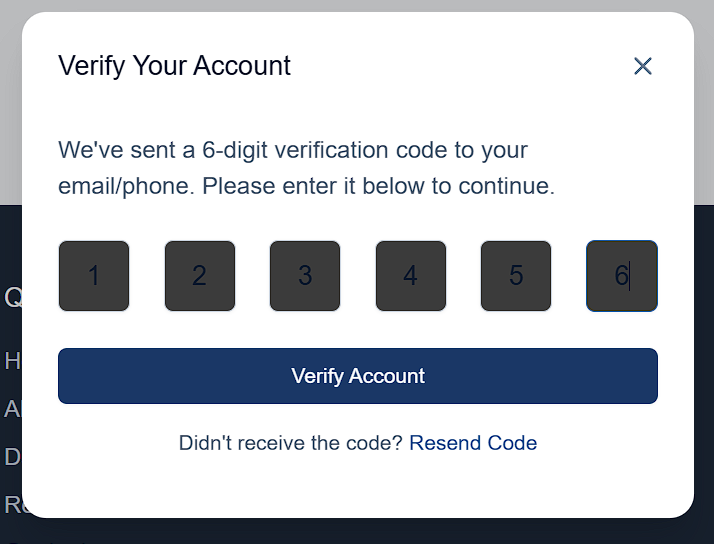 Verify Your Account
We've sent a 6-digit verification code to your
email/phone. Please enter it below to continue.
1 2 3 4 5 6
Verify Account
Didn't receive the code? Resend Code